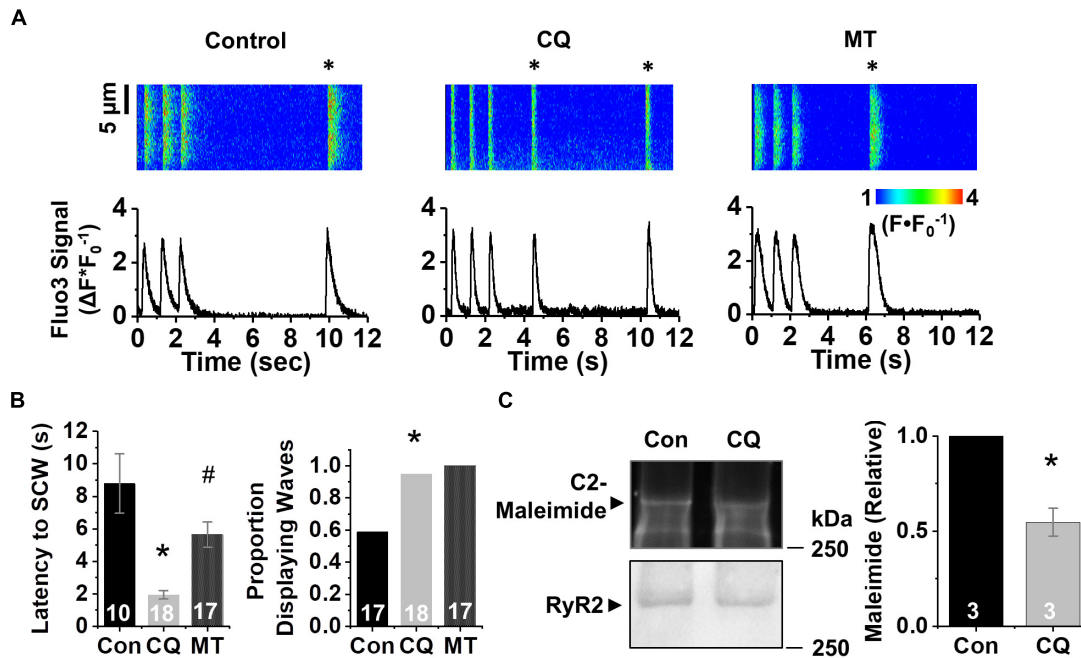 A
Control
CQ
MT
*
*
*
*
5 µm
1
4
(F•F0-1)
Fluo3 Signal
(ΔF*F0-1)
4
2
0
0 2 4 6 8 10 12
Time (sec)
4
2
0
0 2 4 6 8 10 12
Time (s)
4
2
0
0 2 4 6 8 10 12
Time (s)
B
Latency to SCW (s)
12
10
8
6
4
2
0
*
#
10
18
17
Con CQ MT
Proportion
Displaying Waves
1.0
0.8
0.6
0.4
0.2
0.0
*
17
18
17
Con CQ MT
C
Con
CQ
C2-
Maleimide
kDa
250
RyR2
250
Maleimide (Relative)
1.0
0.5
0.0
*
3
3
Con
CQ